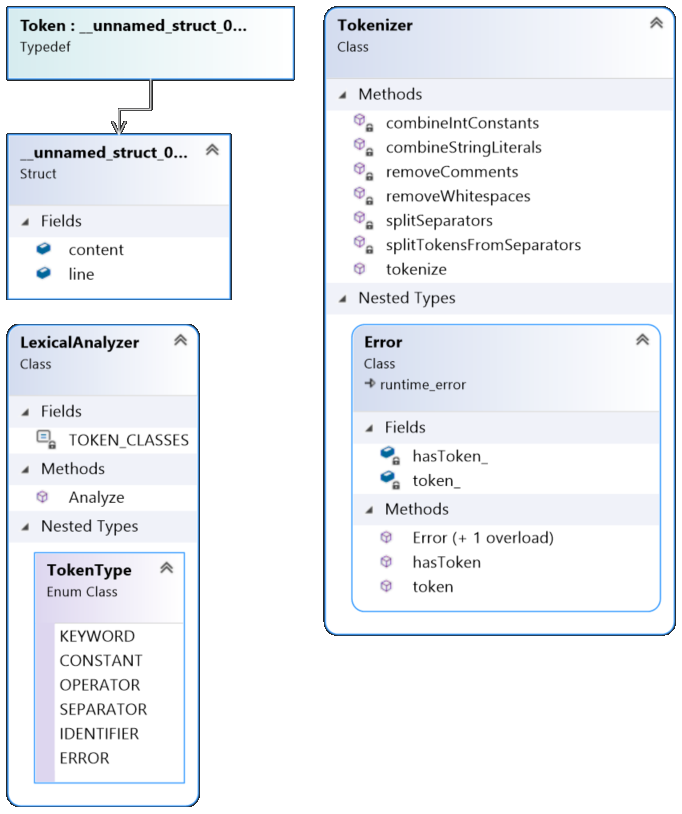 Token : __unnamed_struct_0...
Typedef
__unnamed_struct_0...
Struct
Fields
content
line
LexicalAnalyzer
Class
Fields
TOKEN_CLASSES
Methods
Analyze
Nested Types
TokenType
Enum Class
KEYWORD
CONSTANT
OPERATOR
SEPARATOR
IDENTIFIER
ERROR
Tokenizer
Class
Methods
combineIntConstants
combineStringLiterals
removeComments
removeWhitespaces
splitSeparators
splitTokensFromSeparators
tokenize
Nested Types
Error
Class
runtime_error
Fields
hasToken_
token_
Methods
Error (+ 1 overload)
hasToken
token